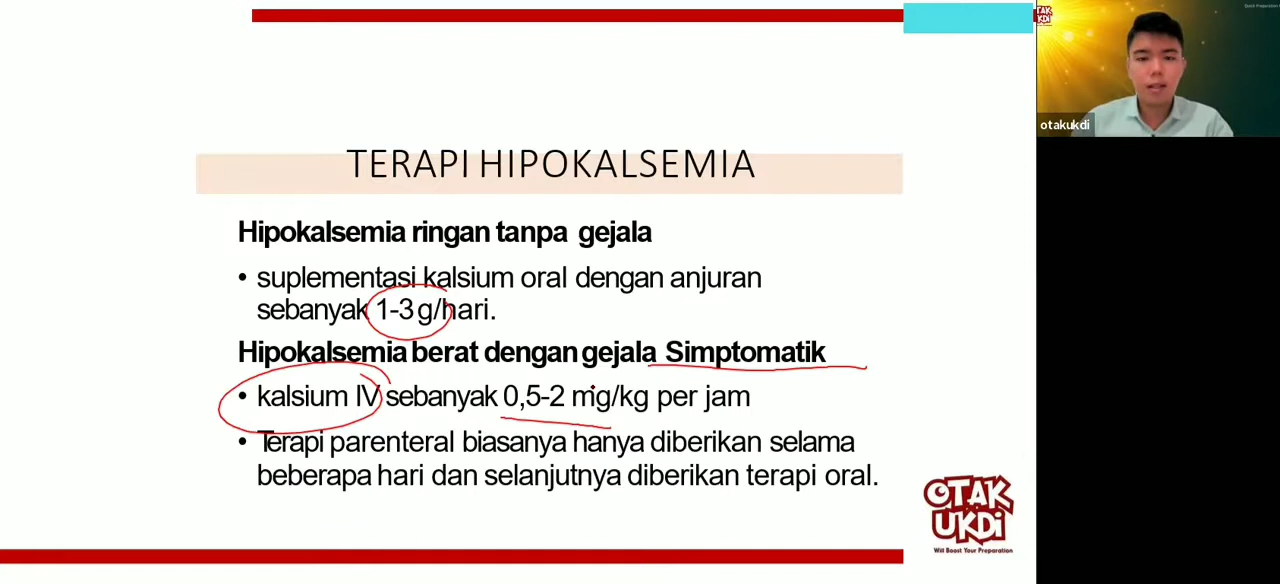 TERAPI HIPOKALSEMIA
Hipokalsemia ringan tanpa gejala
• suplementasi kalsium oral dengan anjuran
sebanyak 1-3 g/hari.
Hipokalsemia berat dengan gejala Simptomatik
• kalsium IV sebanyak 0,5-2 mg/kg per jam
• Terapi parenteral biasanya hanya diberikan selama
beberapa hari dan selanjutnya diberikan terapi oral.
OTAK
UKDi
Will Boost Your Preparation
otakukdi